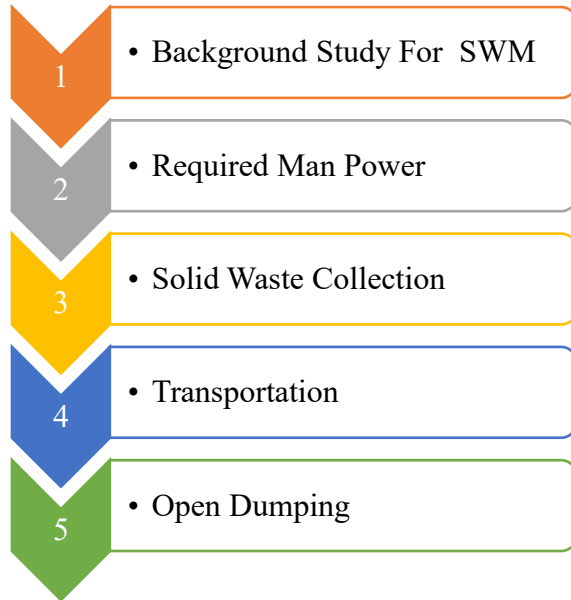 1
• Background Study For SWM
2
• Required Man Power
3
• Solid Waste Collection
4
• Transportation
5
• Open Dumping